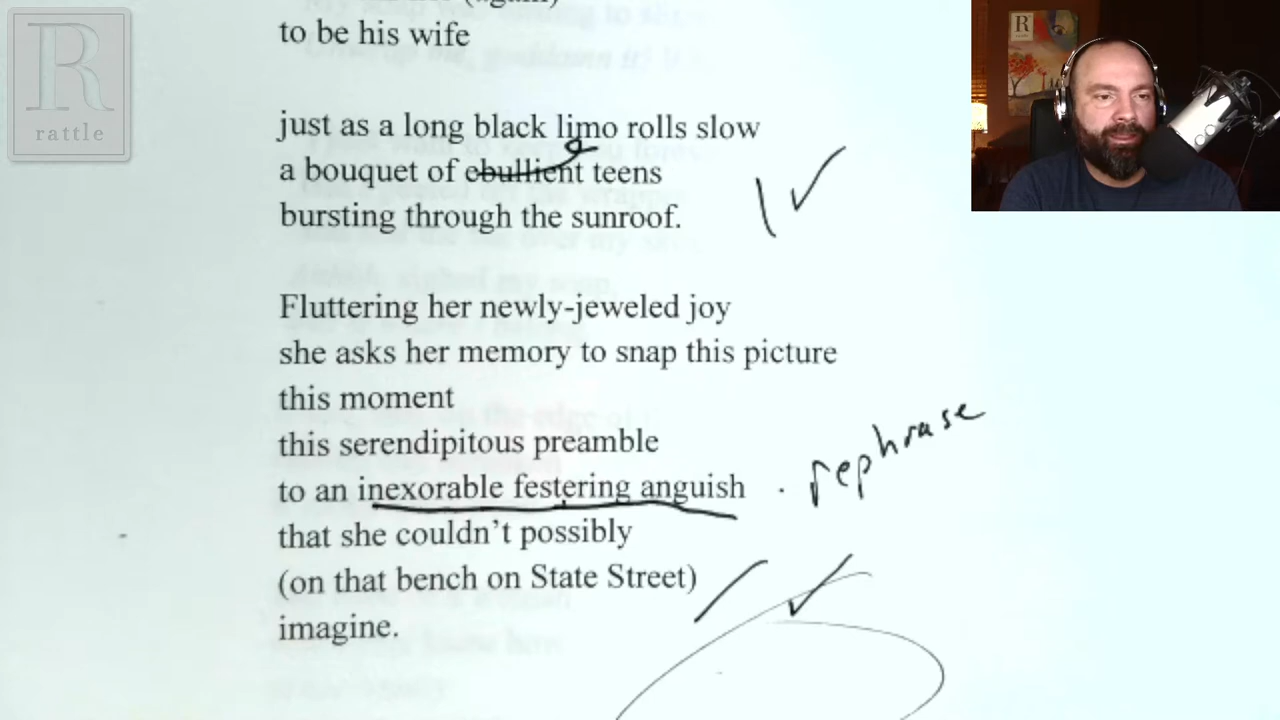 R
rattle
(again)
to be his wife
just as a long black limo rolls slow
a bouquet of ebullient teens
bursting through the sunroof.
Fluttering her newly-jeweled joy
she asks her memory to snap this picture
this moment
this serendipitous preamble
to an inexorable festering anguish
. rephrase
that she couldn't possibly
(on that bench on State Street)
imagine.
R